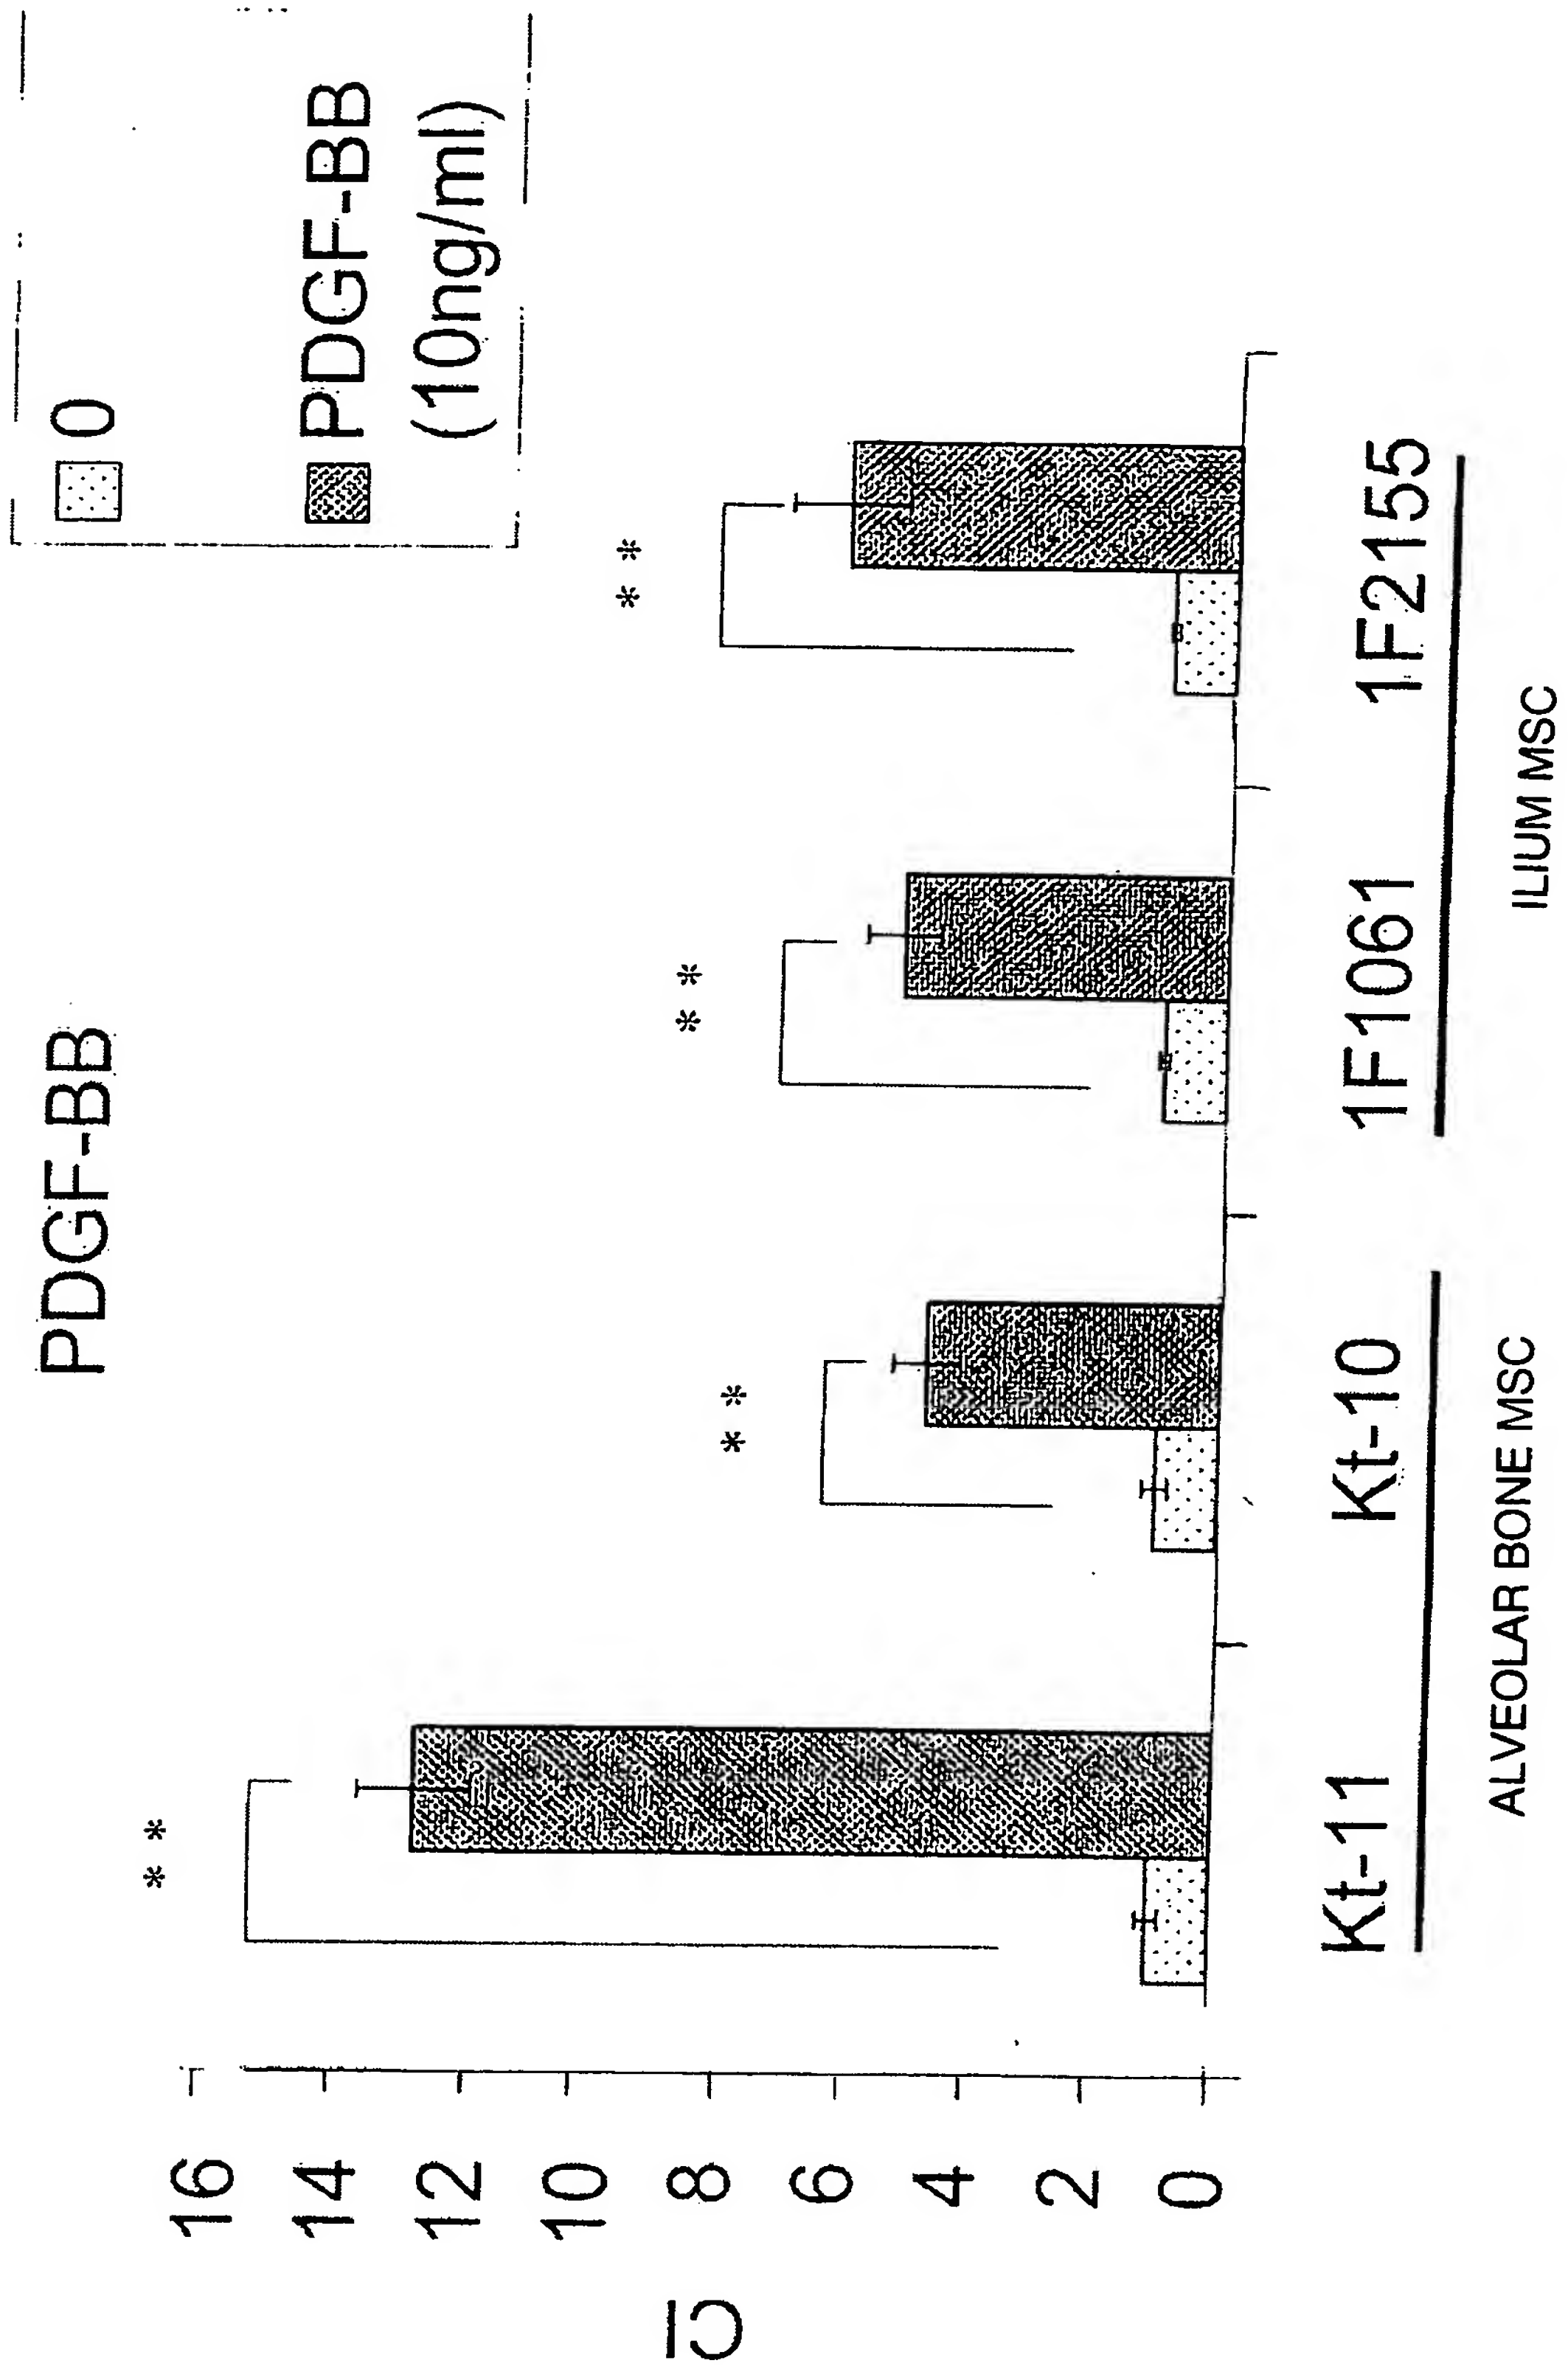 PDGF-BB
0
PDGF-BB
(10ng/ml)
CI
16
14
12
10
8
6
4
2
0
* *
* *
* *
* *
Kt-11 Kt-10 1F1061 1F2155
ALVEOLAR BONE MSC ILIUM MSC